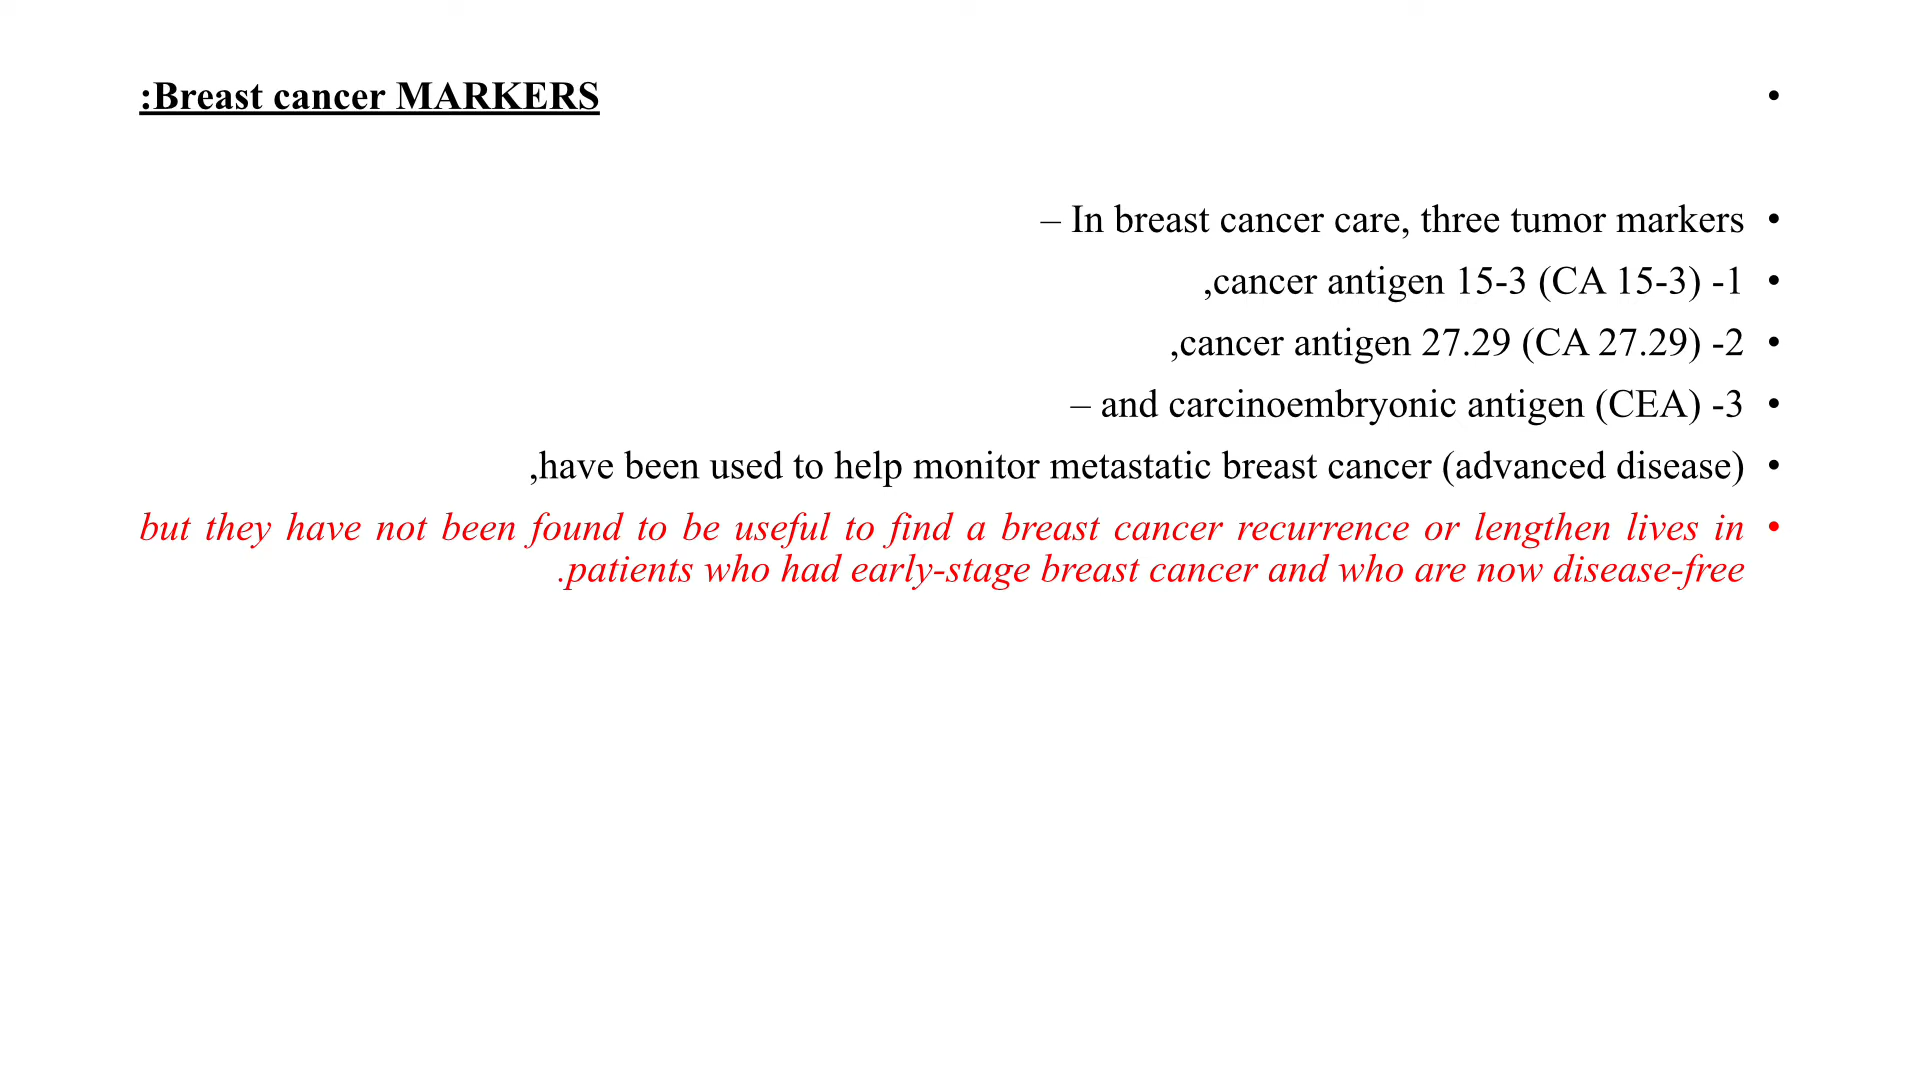 :Breast cancer MARKERS •
– In breast cancer care, three tumor markers •
,cancer antigen 15-3 (CA 15-3) -1 •
,cancer antigen 27.29 (CA 27.29) -2 •
– and carcinoembryonic antigen (CEA) -3 •
,have been used to help monitor metastatic breast cancer (advanced disease) •
but they have not been found to be useful to find a breast cancer recurrence or lengthen lives in •
.patients who had early-stage breast cancer and who are now disease-free